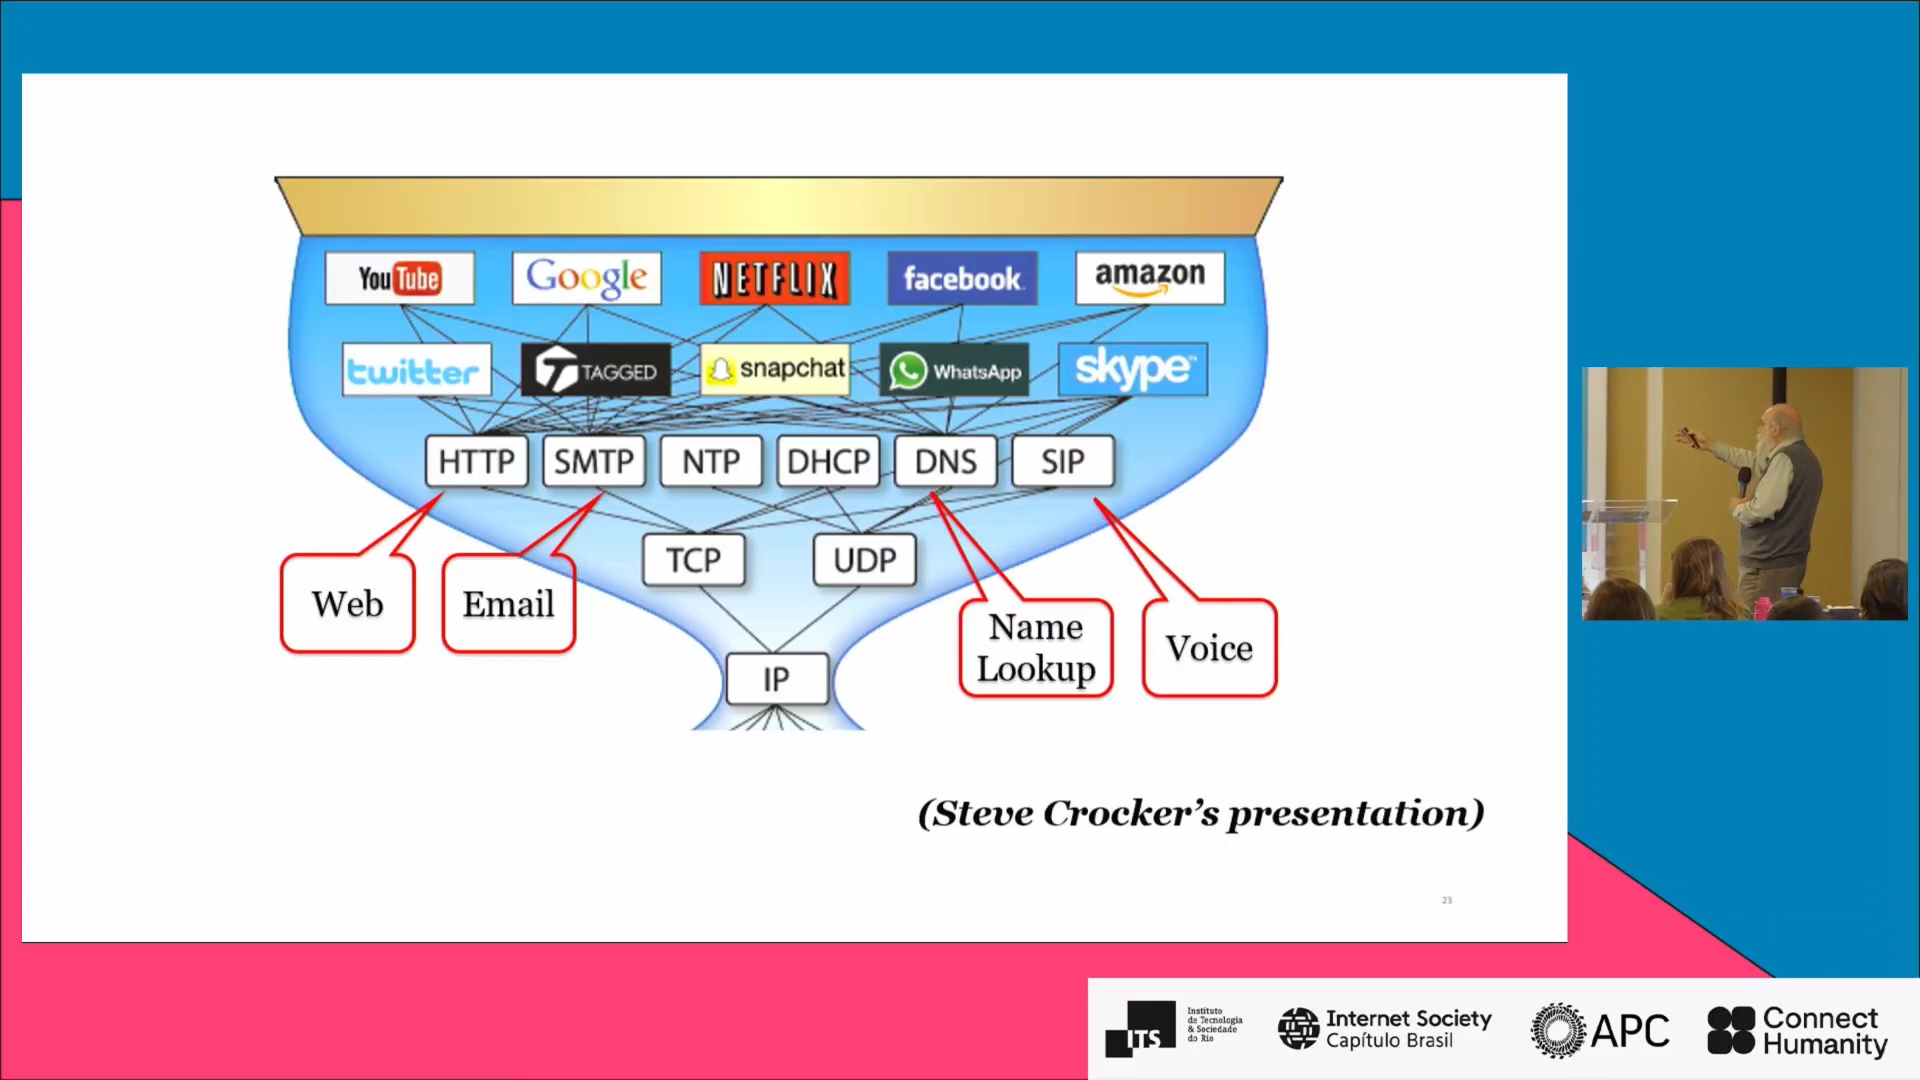 YouTube
Google
NETFLIX
facebook
amazon
twitter
TAGGED
snapchat
WhatsApp
skype™
HTTP
SMTP
NTP
DHCP
DNS
SIP
TCP
UDP
Web
Email
Name
Lookup
Voice
IP
(Steve Crocker's presentation)
23
ITS
Instituto
de Tecnologia
& Sociedade
do Rio
Internet Society
Capítulo Brasil
APC
Connect
Humanity